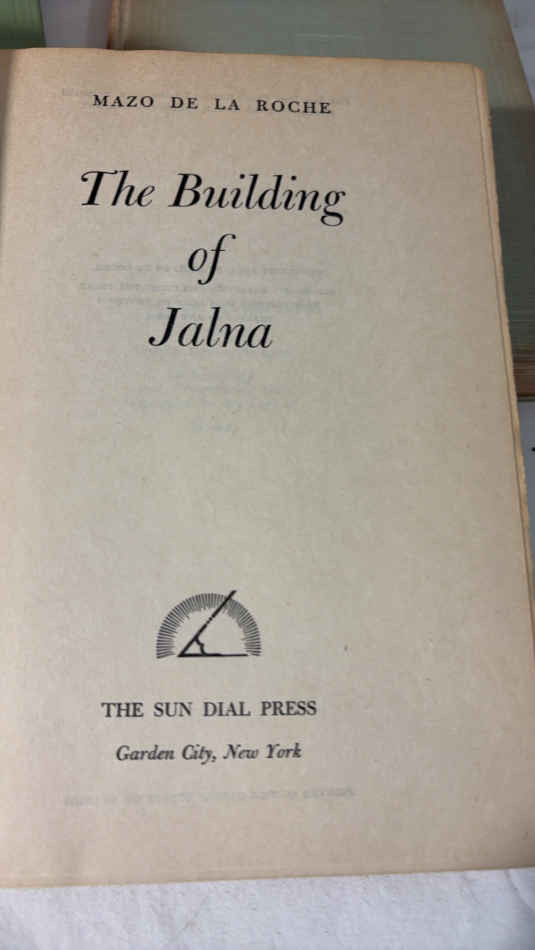 MAZO DE LA ROCHE
The Building
of
Jalna
THE SUN DIAL PRESS
Garden City, New York